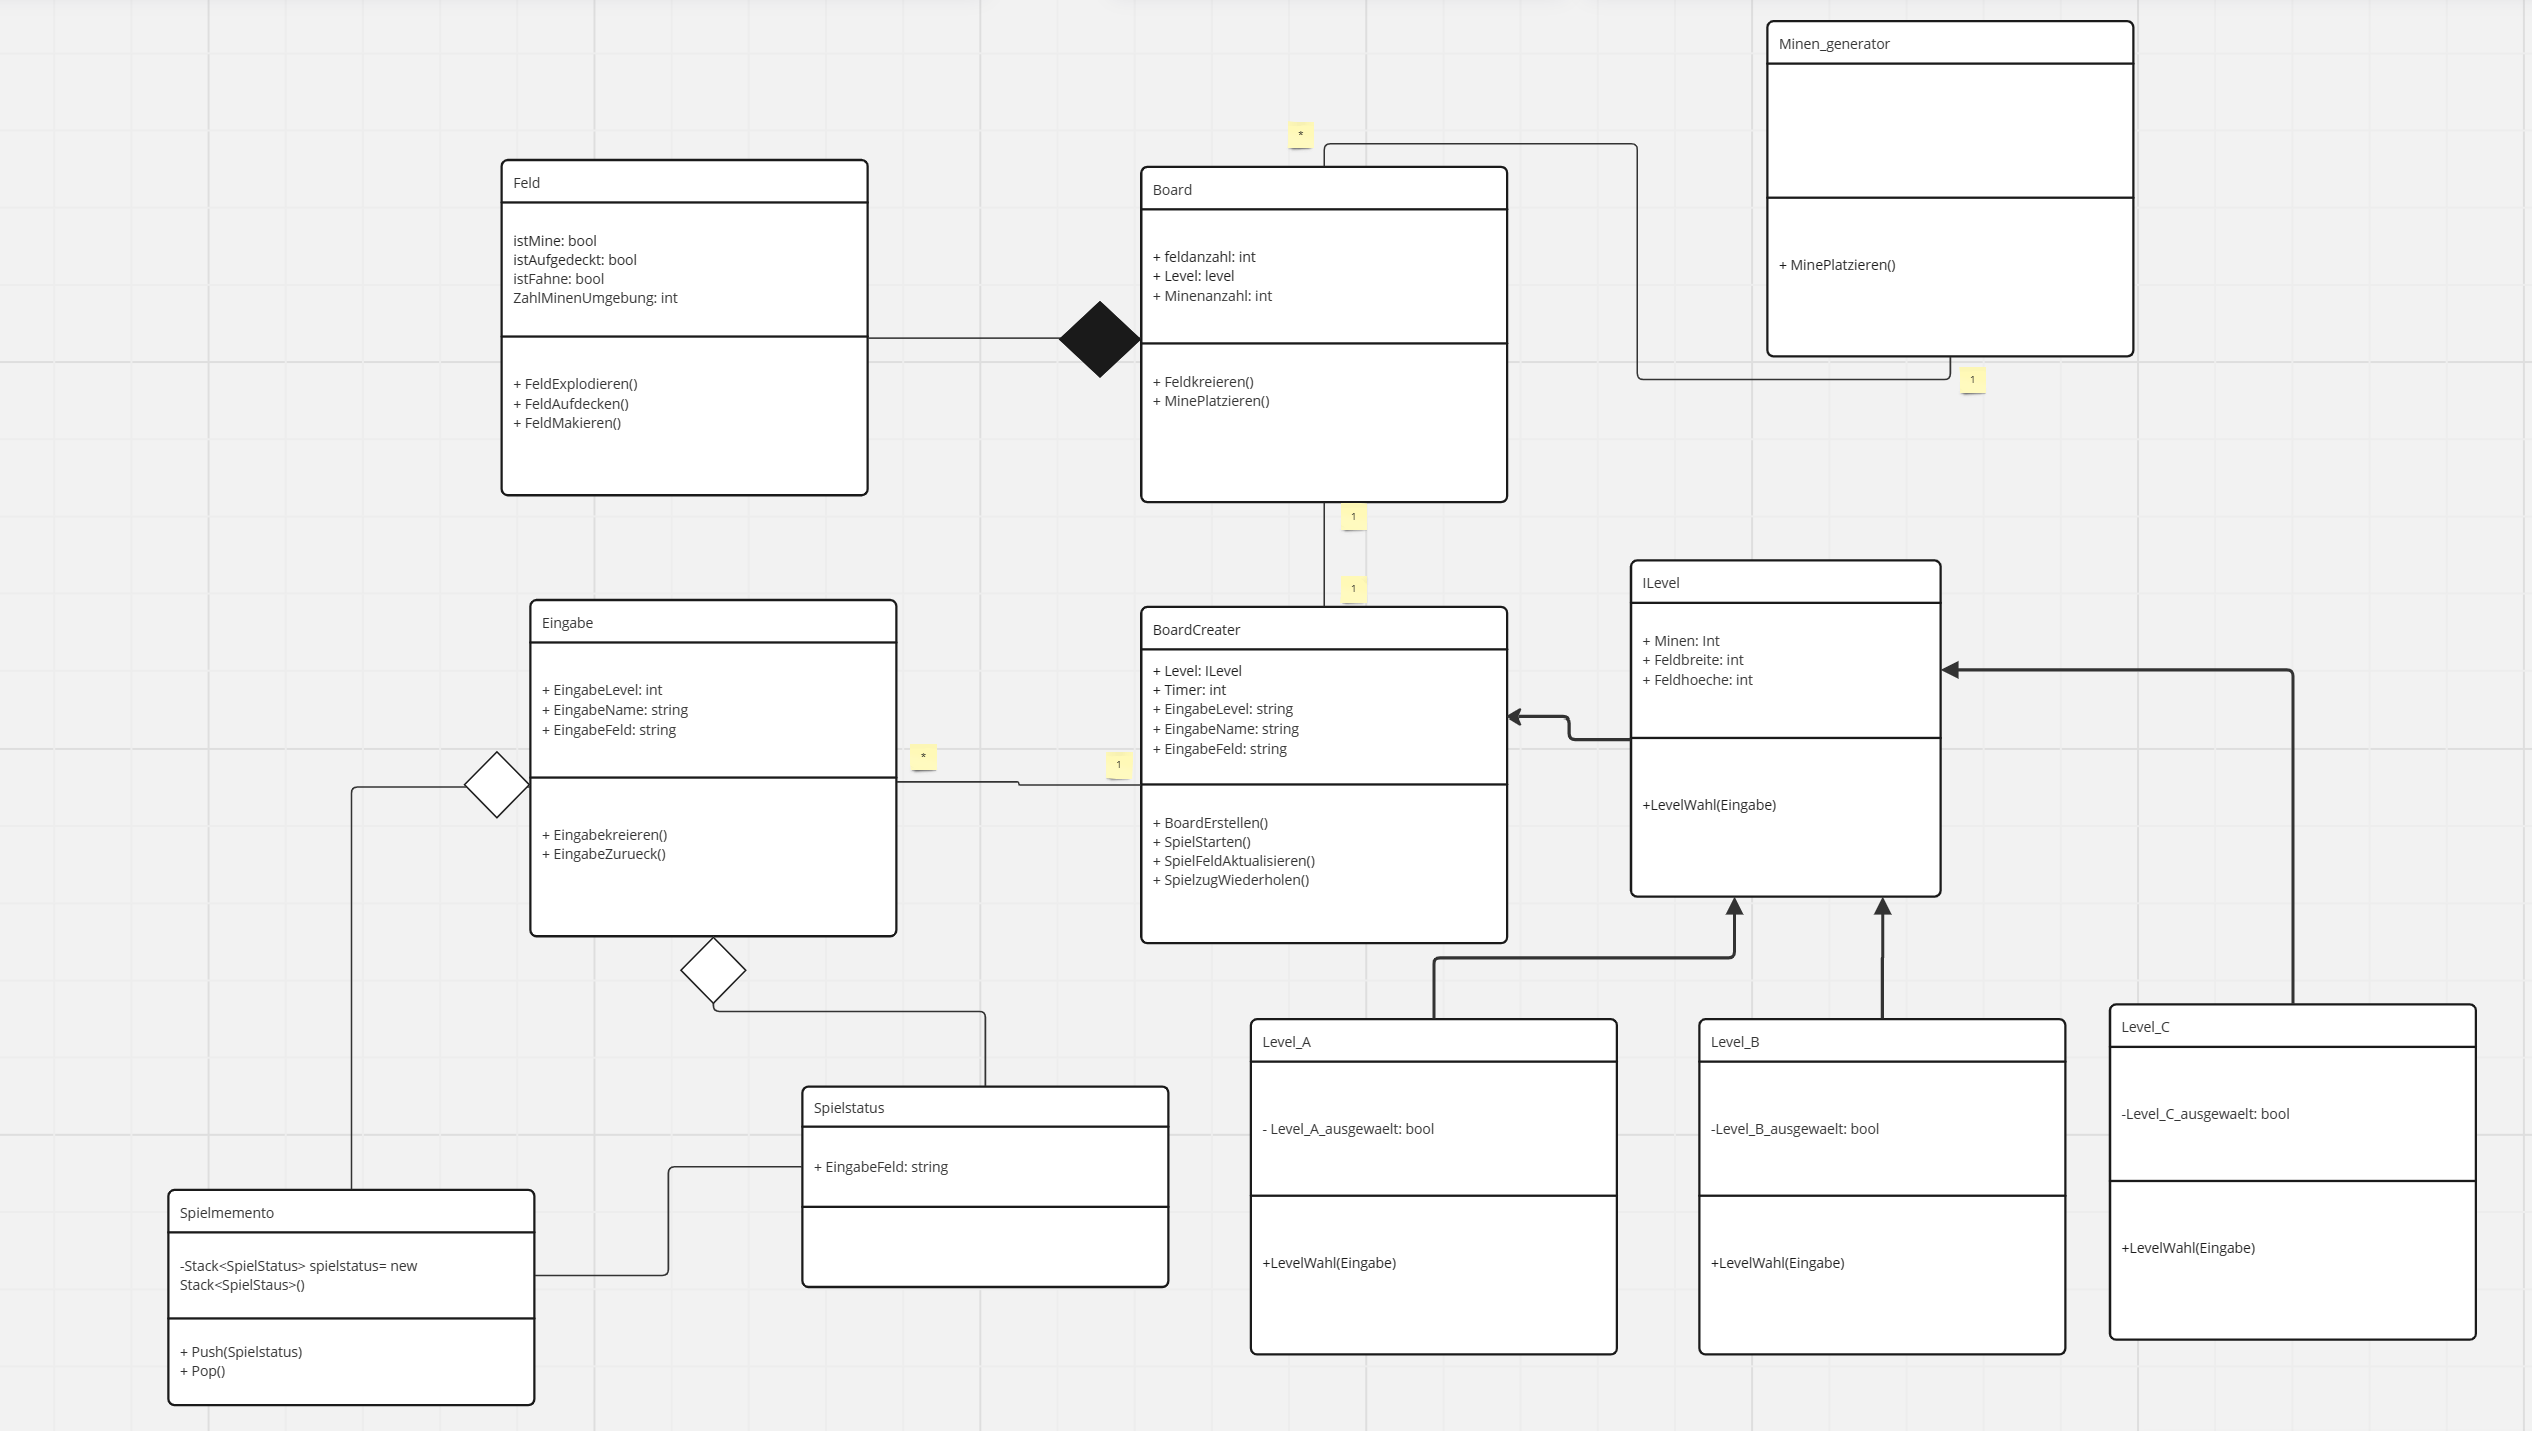 Minen_generator
+ MinePlatzieren()
1
*
Feld
istMine: bool
istAufgedeckt: bool
istFahne: bool
ZahlMinenUmgebung: int
+ FeldExplodieren()
+ FeldAufdecken()
+ FeldMakieren()
Board
+ feldanzahl: int
+ Level: level
+ Minenanzahl: int
+ Feldkreieren()
+ MinePlatzieren()
1
1
Eingabe
+ EingabeLevel: int
+ EingabeName: string
+ EingabeFeld: string
+ Eingabekreieren()
+ EingabeZurueck()
*
1
BoardCreater
+ Level: ILevel
+ Timer: int
+ EingabeLevel: string
+ EingabeName: string
+ EingabeFeld: string
+ BoardErstellen()
+ SpielStarten()
+ SpielFeldAktualisieren()
+ SpielzugWiederholen()
ILevel
+ Minen: Int
+ Feldbreite: int
+ Feldhoeche: int
+LevelWahl(Eingabe)
Spielmemento
-Stack<SpielStatus> spielstatus= new
Stack<SpielStaus>()
+ Push(Spielstatus)
+ Pop()
Spielstatus
+ EingabeFeld: string
Level_A
- Level_A_ausgewaelt: bool
+LevelWahl(Eingabe)
Level_B
-Level_B_ausgewaelt: bool
+LevelWahl(Eingabe)
Level_C
-Level_C_ausgewaelt: bool
+LevelWahl(Eingabe)